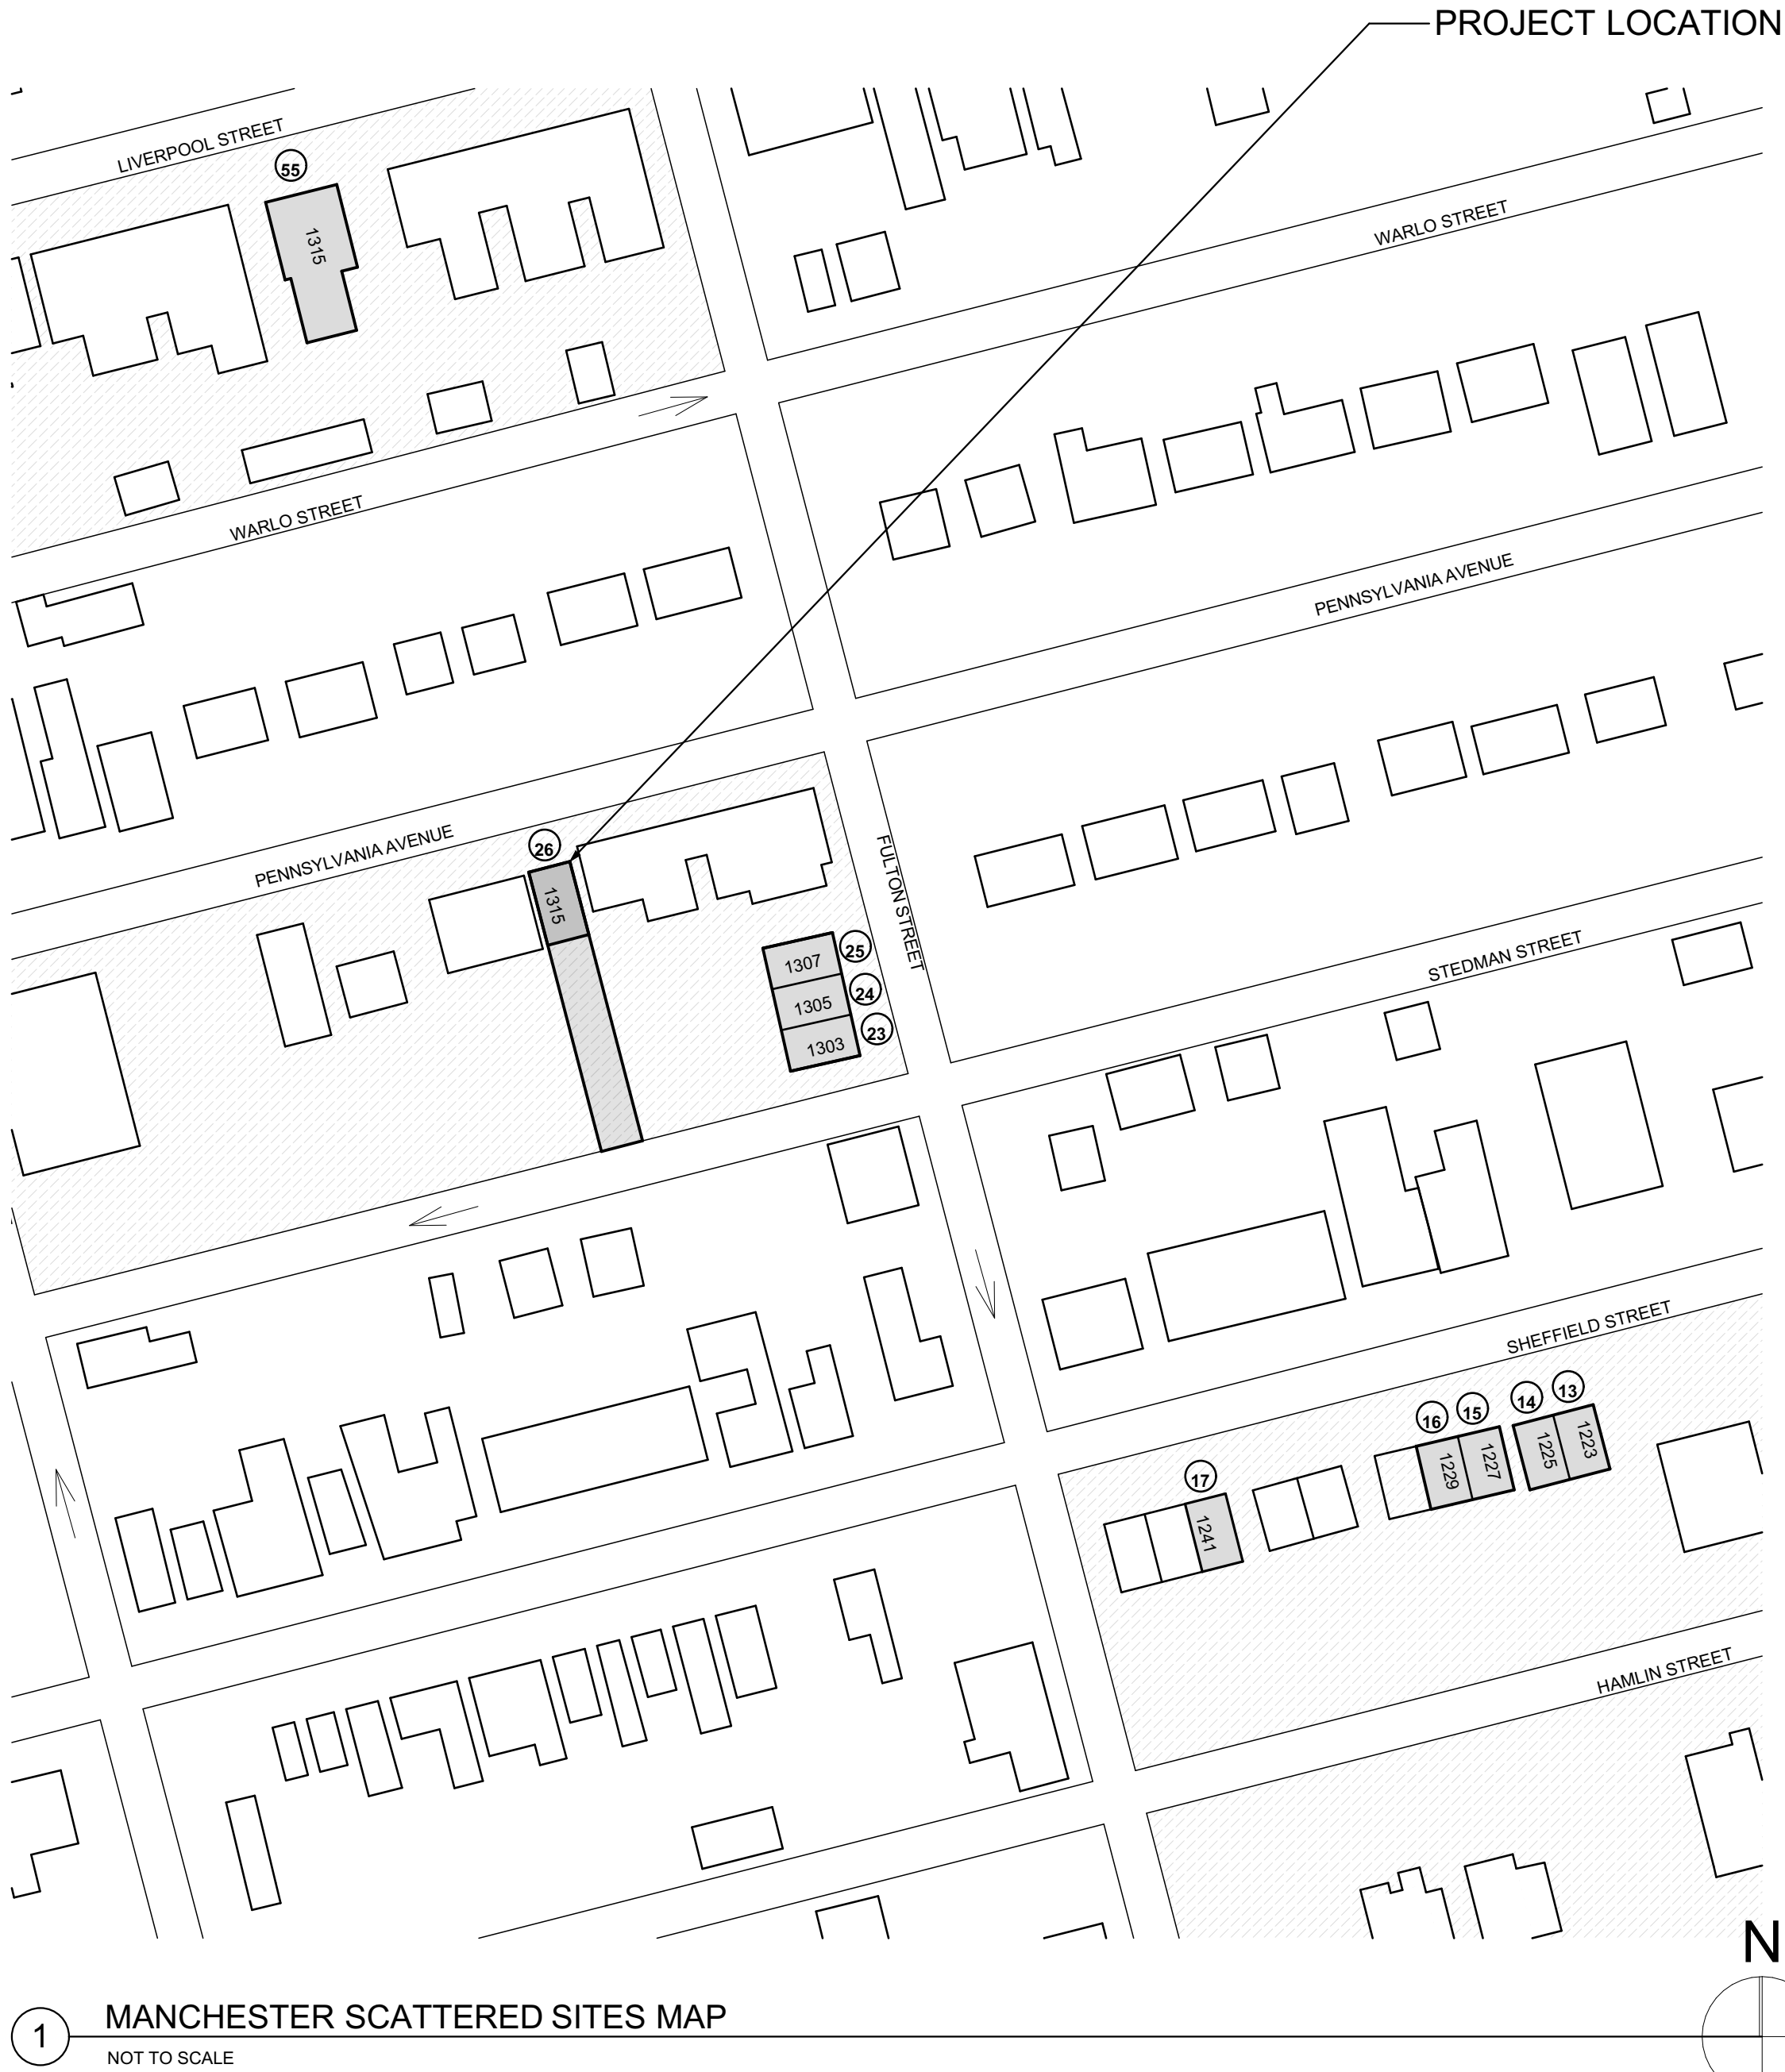 PROJECT LOCATION
LIVERPOOL STREET
55
1315
WARLO STREET
WARLO STREET
PENNSYLVANIA AVENUE
PENNSYLVANIA AVENUE
26
1315
FULTON STREET
1307
25
1305
24
1303
23
STEDMAN STREET
SHEFFIELD STREET
13
14
15
16
1223
1225
1227
1229
17
1241
HAMLIN STREET
N
1
MANCHESTER SCATTERED SITES MAP
NOT TO SCALE